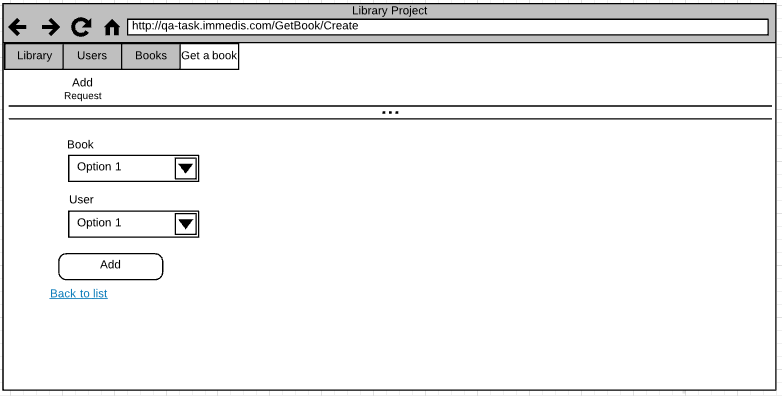 Library Project
http://qa-task.immedis.com/GetBook/Create
Library Users Books Get a book
Add
Request
...
Book
Option 1
User
Option 1
Add
Back to list